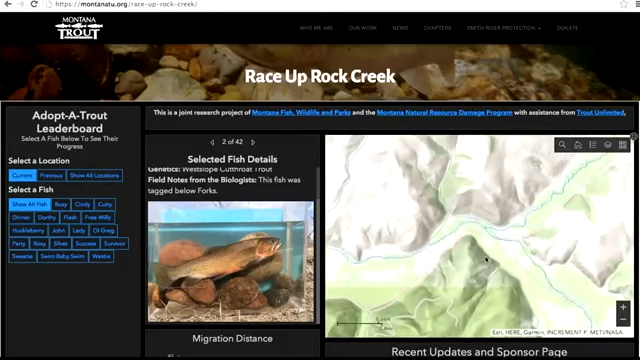 https://montanatu.org/race-up-rock-creek/
MONTANA
TROUT
WHO WE ARE
OUR WORK
NEWS
CHAPTERS
SMITH RIVER PROTECTION
DONATE
Race Up Rock Creek
Adopt-A-Trout
Leaderboard
Select A Fish Below To See Their
Progress
Select a Location
Current
Previous
Show All Locations
Select a Fish
Show All Fish
Busy
Cindy
Cutty
Dinner
Dorthy
Flash
Free Willy
Huckleberry
John
Lady
Ol Greg
Party
Roxy
Silver
Success
Survivor
Sweetie
Swim Baby Swim
Westie
This is a joint research project of Montana Fish, Wildlife and Parks and the Montana Natural Resource Damage Program with assistance from Trout Unlimited.
2 of 42
Selected Fish Details
Genetics: Westslope Cutthroat Trout
Field Notes from the Biologists: This fish was
tagged below Forks.
Migration Distance
40
0.6km
Esri, HERE, Garmin, INCREMENT P, METI/NASA
Recent Updates and Sponsor Page